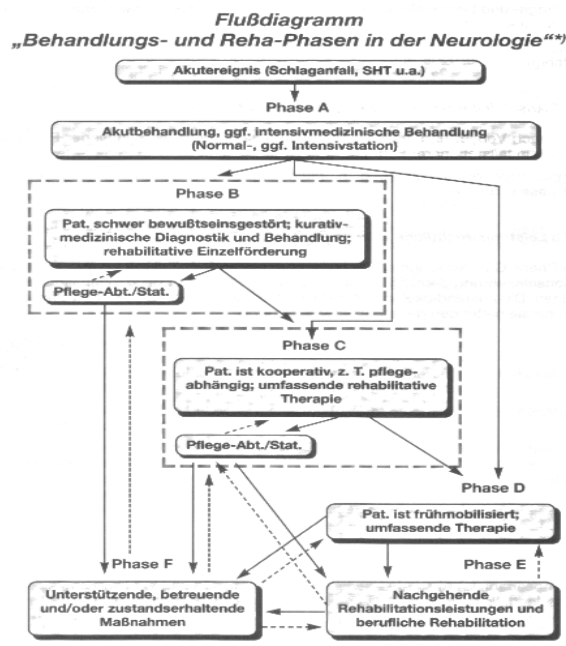 Flußdiagramm
„Behandlungs- und Reha-Phasen in der Neurologie“*)
Akutereignis (Schlaganfall, SHT u.a.)
Phase A
Akutbehandlung, ggf. intensivmedizinische Behandlung
(Normal-, ggf. Intensivstation)
Phase B
Pat. schwer bewußtseinsgestört; kurativ-
medizinische Diagnostik und Behandlung;
rehabilitative Einzelförderung
Pflege-Abt./Stat.
Phase C
Pat. ist kooperativ, z. T. pflege-
abhängig; umfassende rehabilitative
Therapie
Pflege-Abt./Stat.
Phase D
Pat. ist frühmobilisiert;
umfassende Therapie
Phase F
Phase E
Unterstützende, betreuende
und/oder zustandserhaltende
Maßnahmen
Nachgehende
Rehabilitationsleistungen und
berufliche Rehabilitation